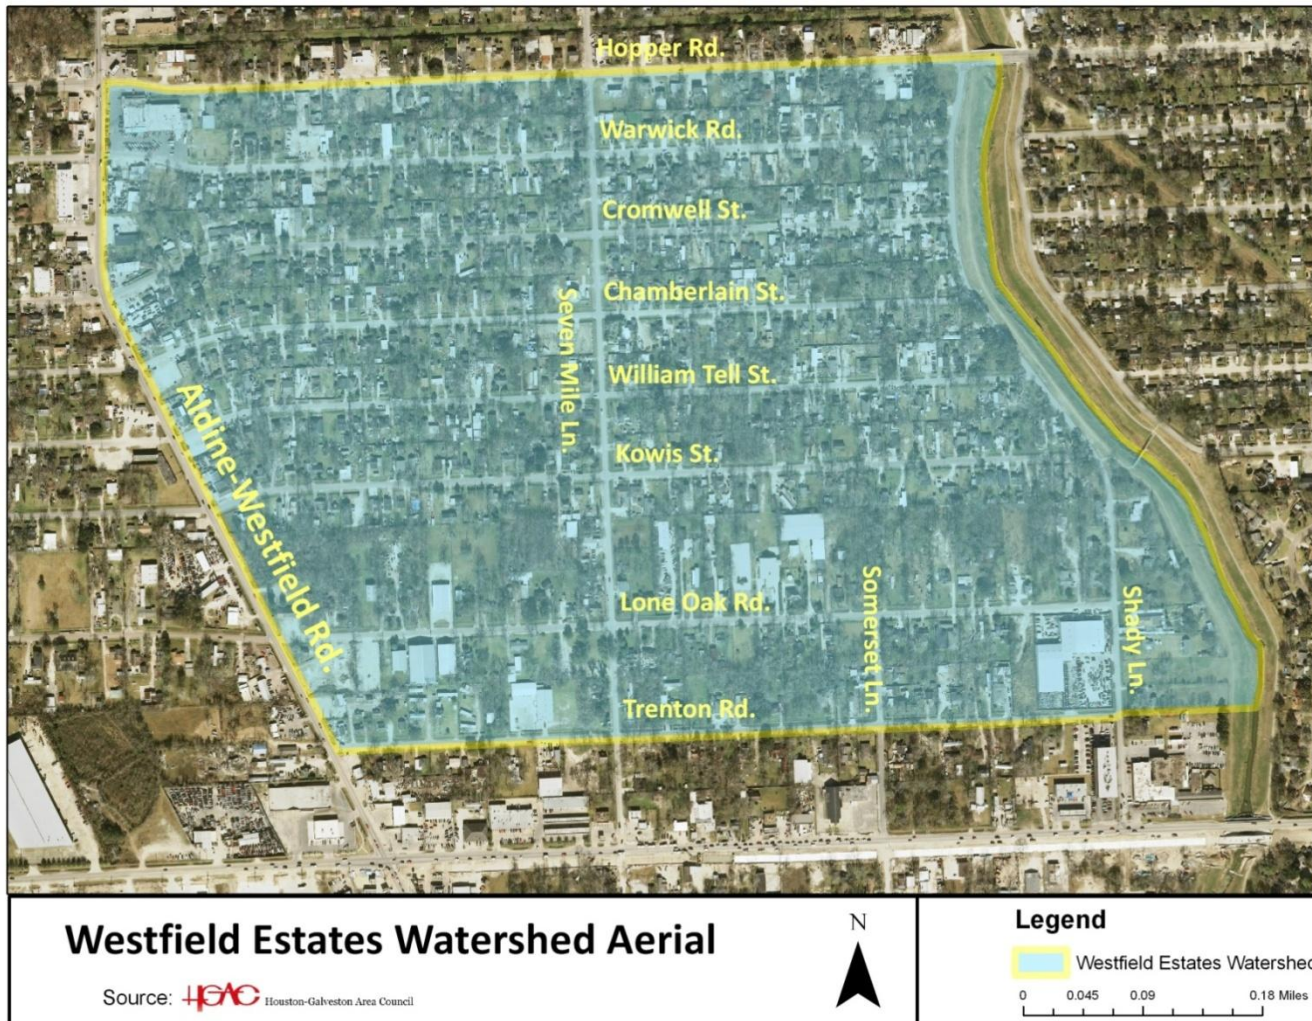 Hopper Rd.
Warwick Rd.
Cromwell St.
Chamberlain St.
Seven Mile Ln.
William Tell St.
Aldine-Westfield Rd.
Kowis St.
Lone Oak Rd.
Somerset Ln.
Shady Ln.
Trenton Rd.
Westfield Estates Watershed Aerial
Source: HGAC Houston-Galveston Area Council
N
Legend
Westfield Estates Watershed
0 0.045 0.09 0.18 Miles